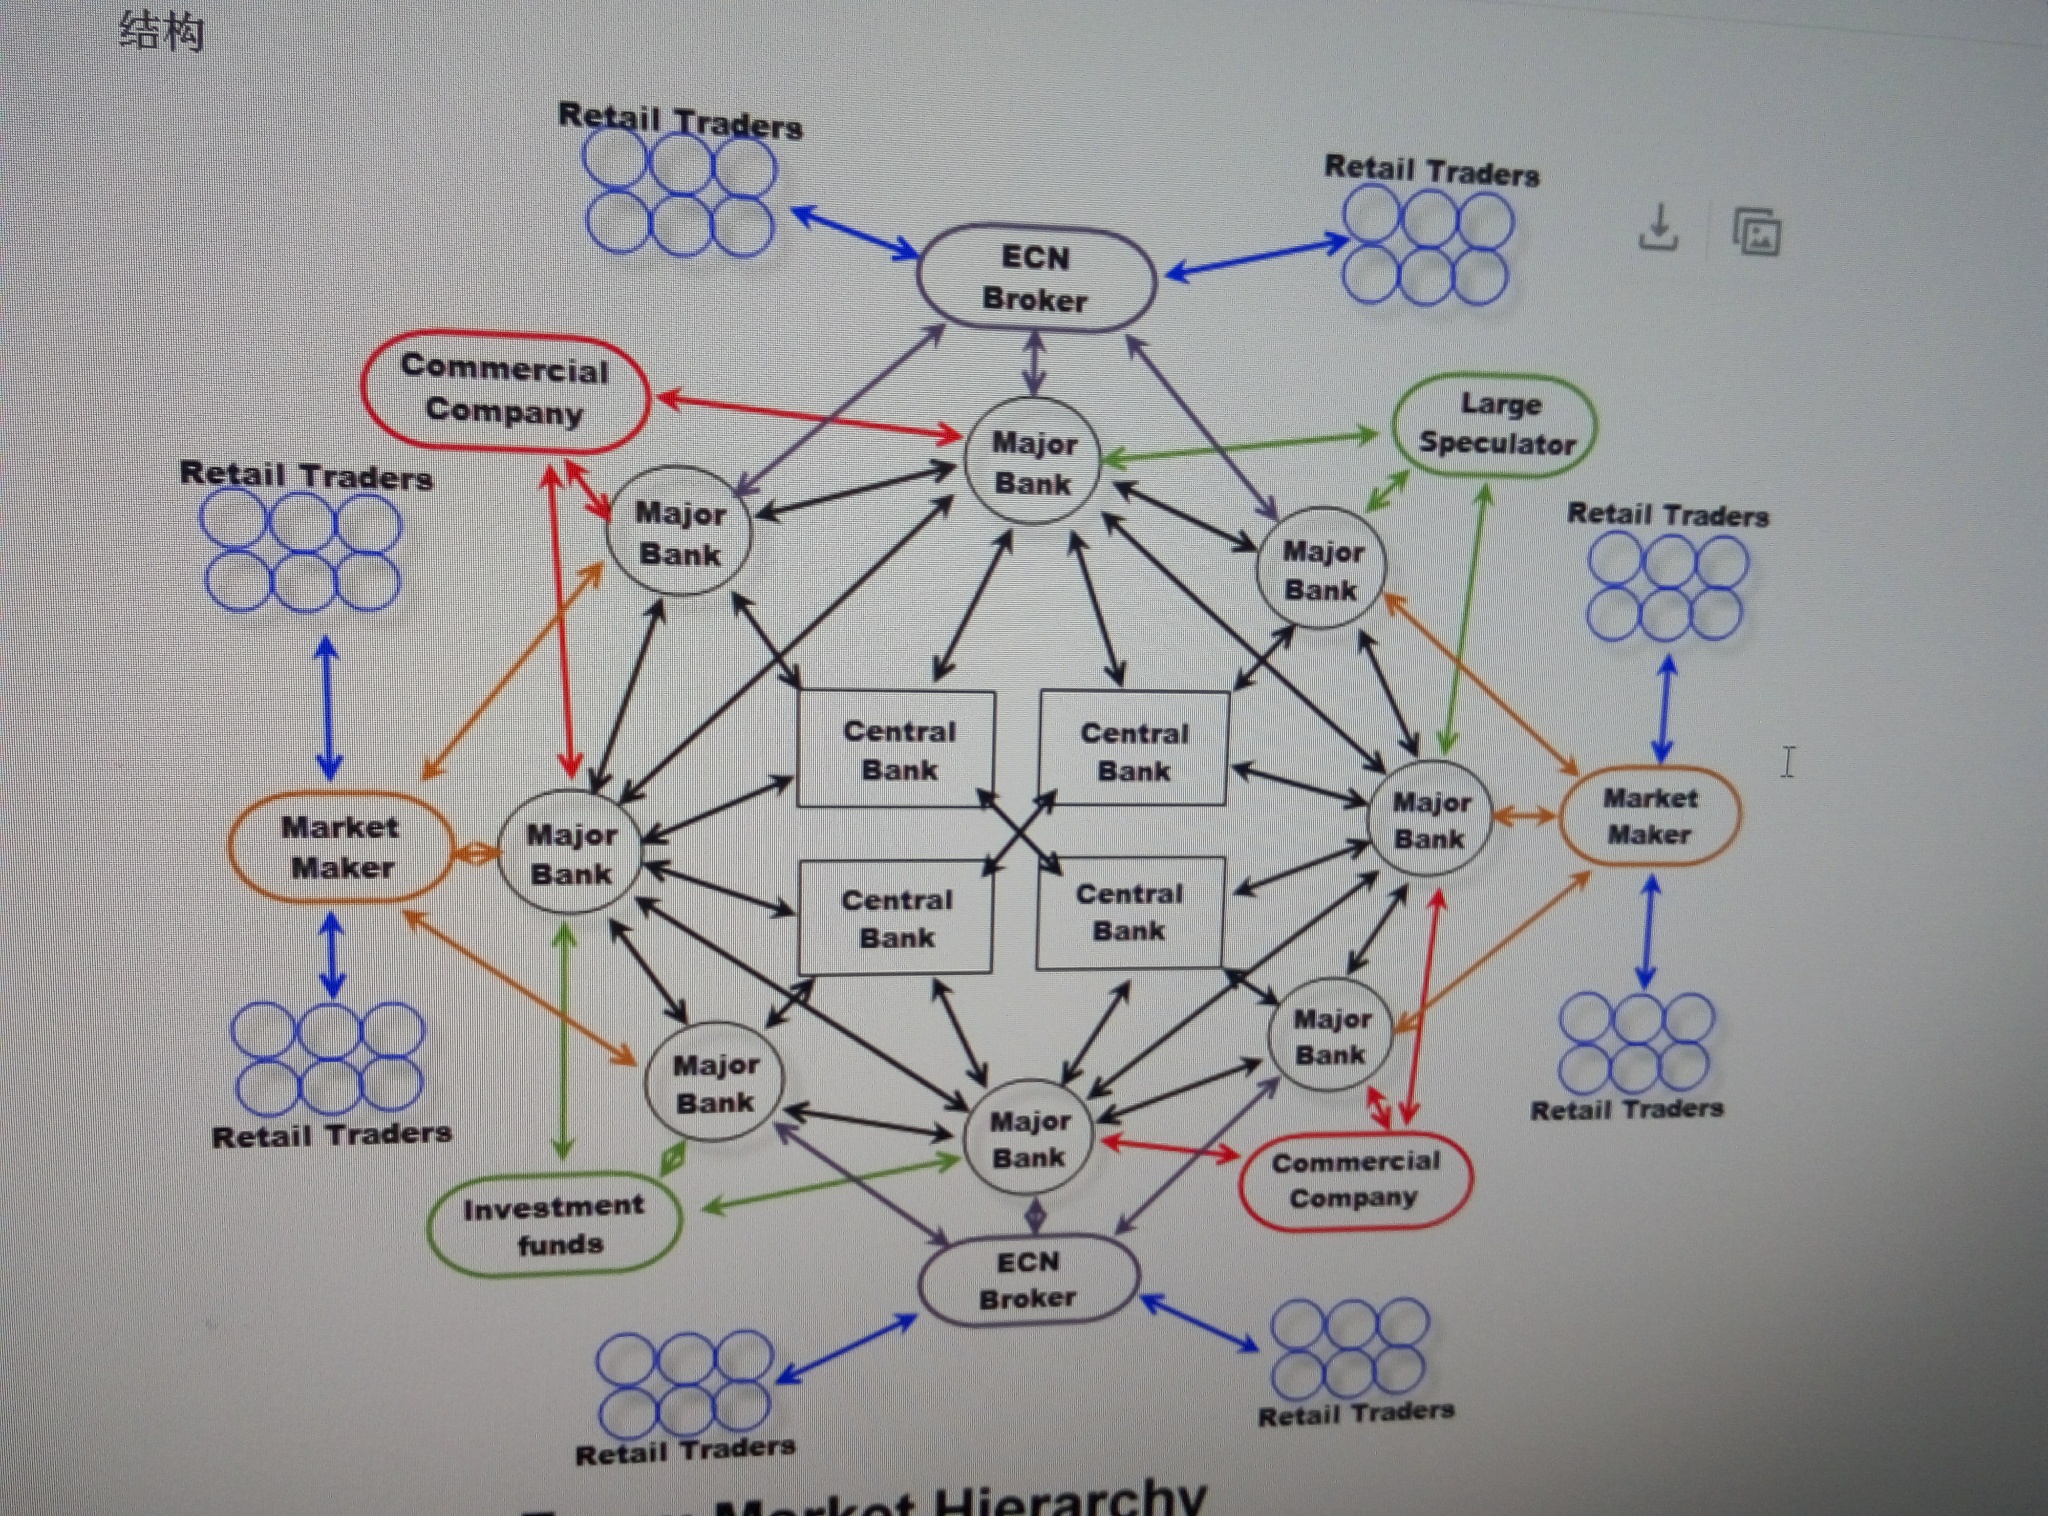 结构
Retail Traders
Retail Traders
ECN
Broker
Commercial
Company
Large
Speculator
Major
Bank
Retail Traders
Major
Bank
Retail Traders
Major
Bank
Central
Bank
Central
Bank
Market
Maker
Major
Bank
Major
Bank
Market
Maker
Central
Bank
Central
Bank
Major
Bank
Major
Bank
Retail Traders
Major
Bank
Retail Traders
Commercial
Company
Investment
funds
ECN
Broker
Retail Traders
Retail Traders
Market Hierarchy